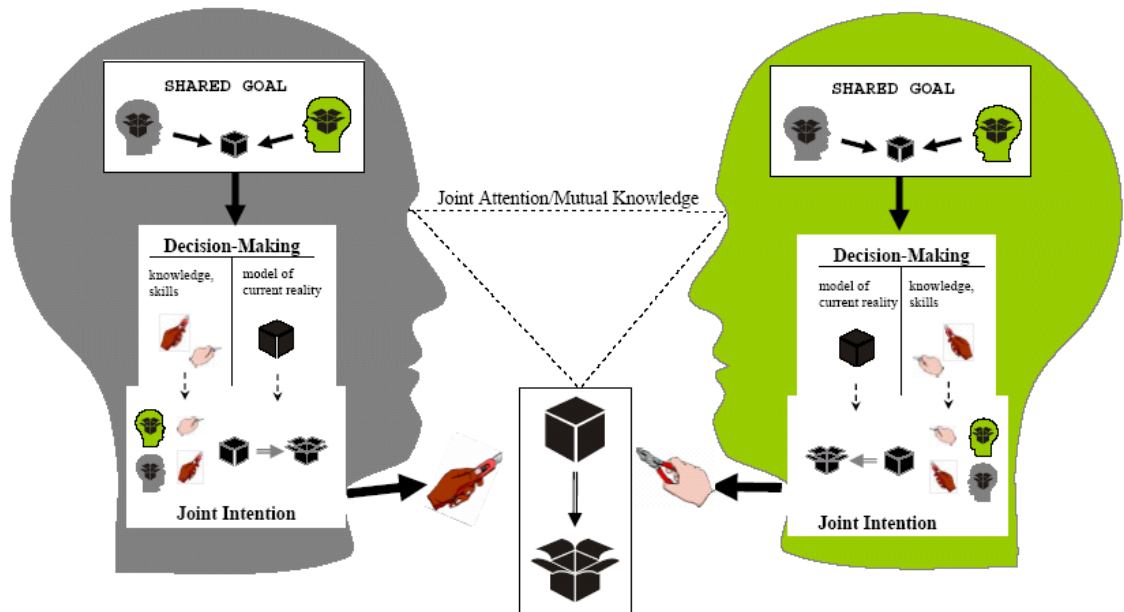 SHARED GOAL
Decision-Making
knowledge,
skills
model of
current reality
Joint Intention
Joint Attention/Mutual Knowledge
SHARED GOAL
Decision-Making
model of
current reality
knowledge,
skills
Joint Intention